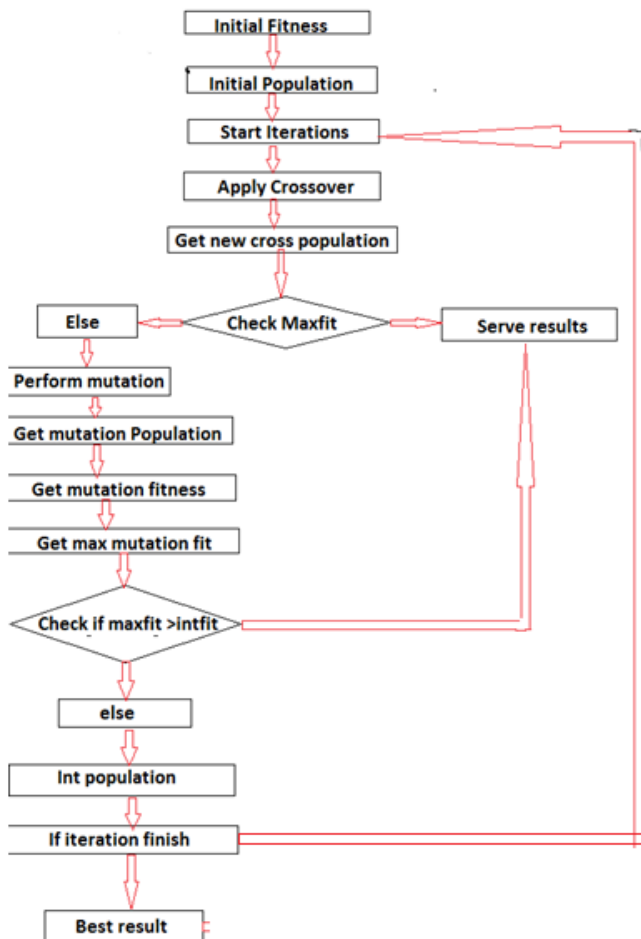 Initial Fitness
Initial Population
Start Iterations
Apply Crossover
Get new cross population
Else
Check Maxfit
Serve results
Perform mutation
Get mutation Population
Get mutation fitness
Get max mutation fit
Check if maxfit >intfit
else
Int population
If iteration finish
Best result